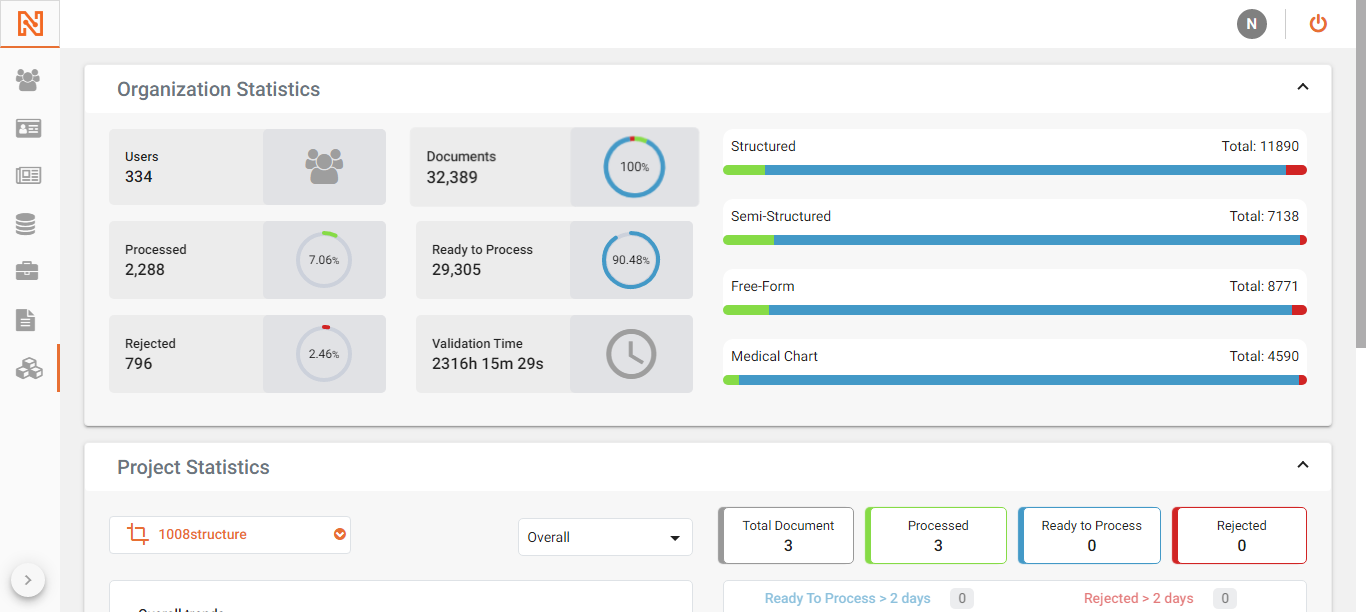 N
Organization Statistics
Users
334
Documents
32,389
100%
Processed
2,288
7.06%
Ready to Process
29,305
90.48%
Rejected
796
2.46%
Validation Time
2316h 15m 29s
Structured
Total: 11890
Semi-Structured
Total: 7138
Free-Form
Total: 8771
Medical Chart
Total: 4590
Project Statistics
1008structure
Overall
Total Document
3
Processed
3
Ready to Process
0
Rejected
0
Overall trends
Ready To Process > 2 days 0
Rejected > 2 days 0